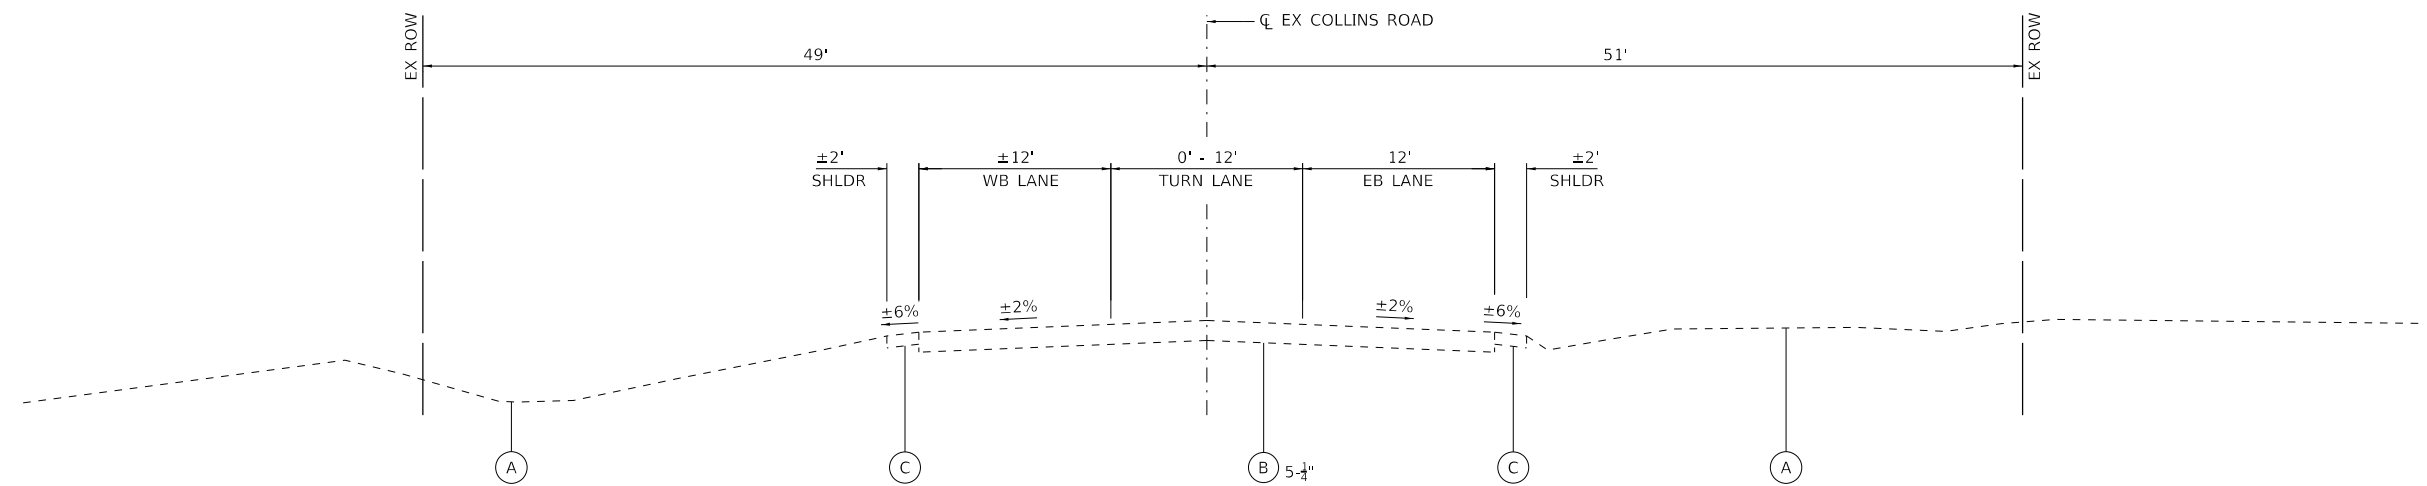 EX ROW
℄ EX COLLINS ROAD
EX ROW
49'
51'
±2'
SHLDR
±12'
WB LANE
0' - 12'
TURN LANE
12'
EB LANE
±2'
SHLDR
±6%
±2%
±2%
±6%
A
C
B 5-1/4"
C
A